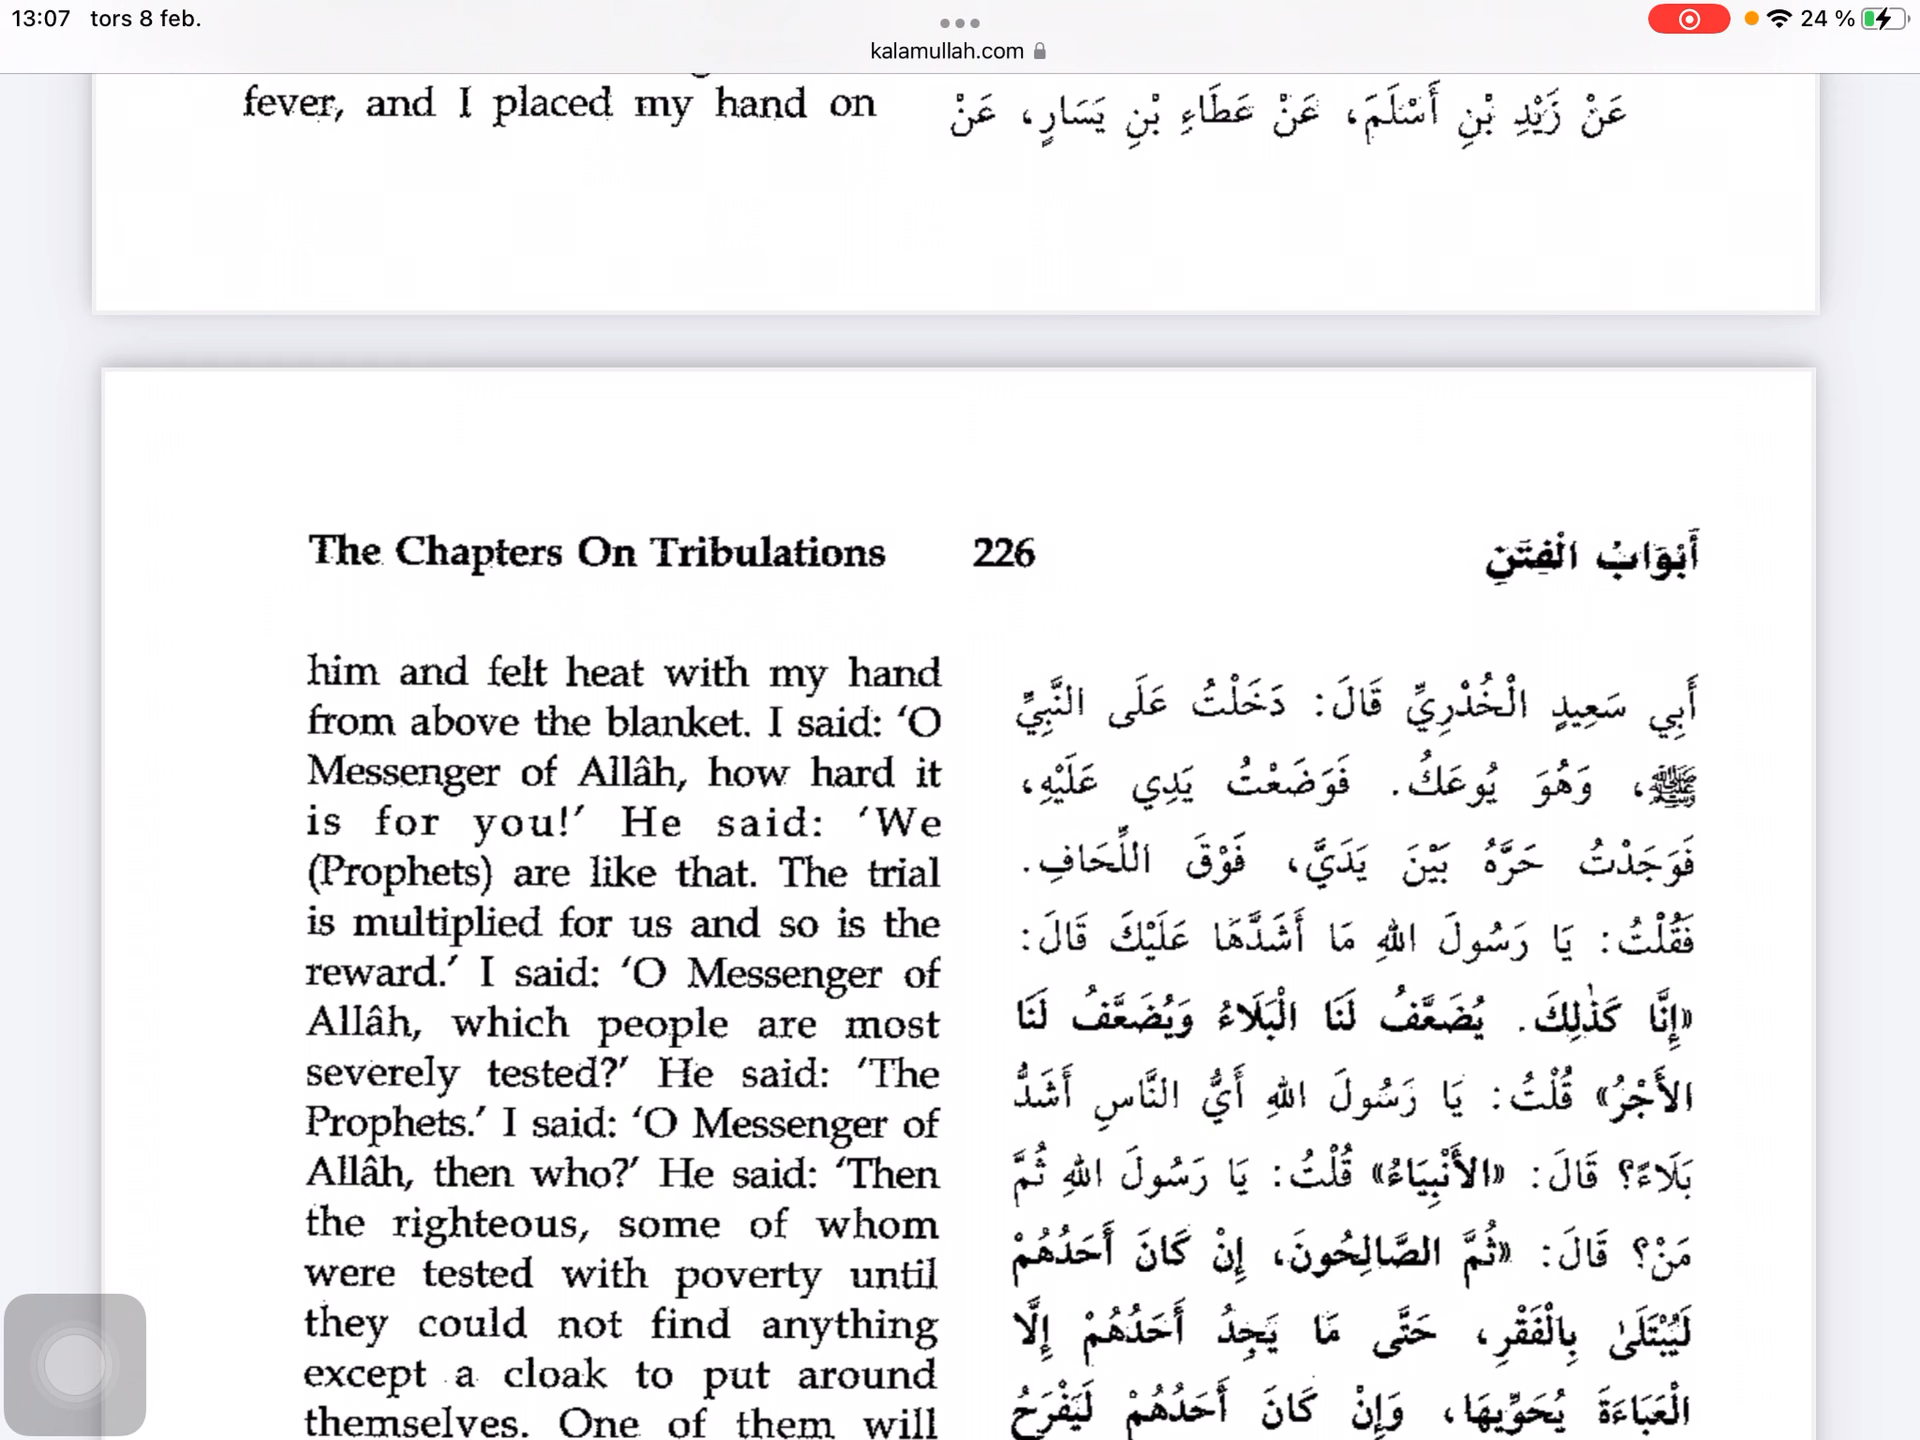 13:07 tors 8 feb.
24 %
kalamullah.com
fever, and I placed my hand on
عَنْ زَيْدِ بْنِ أَسْلَمَ، عَنْ عَطَاءِ بْنِ يَسَارٍ، عَنْ
The Chapters On Tribulations 226 أَبْوَابُ الْفِتَنِ
him and felt heat with my hand
from above the blanket. I said: ‘O
Messenger of Allâh, how hard it
is for you!’ He said: ‘We
(Prophets) are like that. The trial
is multiplied for us and so is the
reward.’ I said: ‘O Messenger of
Allâh, which people are most
severely tested?’ He said: ‘The
Prophets.’ I said: ‘O Messenger of
Allâh, then who?’ He said: ‘Then
the righteous, some of whom
were tested with poverty until
they could not find anything
except a cloak to put around
themselves. One of them will
أَبِي سَعِيدٍ الْخُدْرِيِّ قَالَ: دَخَلْتُ عَلَى النَّبِيِّ
ﷺ، وَهُوَ يُوعَكُ. فَوَضَعْتُ يَدِي عَلَيْهِ،
فَوَجَدْتُ حَرَّهُ بَيْنَ يَدَيَّ، فَوْقَ اللِّحَافِ.
فَقُلْتُ: يَا رَسُولَ اللهِ مَا أَشَدَّهَا عَلَيْكَ قَالَ:
«إِنَّا كَذٰلِكَ. يُضَعَّفُ لَنَا الْبَلَاءُ وَيُضَعَّفُ لَنَا
الأَجْرُ» قُلْتُ: يَا رَسُولَ اللهِ أَيُّ النَّاسِ أَشَدُّ
بَلَاءً؟ قَالَ: «الأَنْبِيَاءُ» قُلْتُ: يَا رَسُولَ اللهِ ثُمَّ
مَنْ؟ قَالَ: «ثُمَّ الصَّالِحُونَ، إِنْ كَانَ أَحَدُهُمْ
لَيُبْتَلَىٰ بِالْفَقْرِ، حَتَّى مَا يَجِدُ أَحَدُهُمْ إِلَّا
الْعَبَاءَةَ يُحَوِّيهَا، وَإِنْ كَانَ أَحَدُهُمْ لَيَفْرَحُ